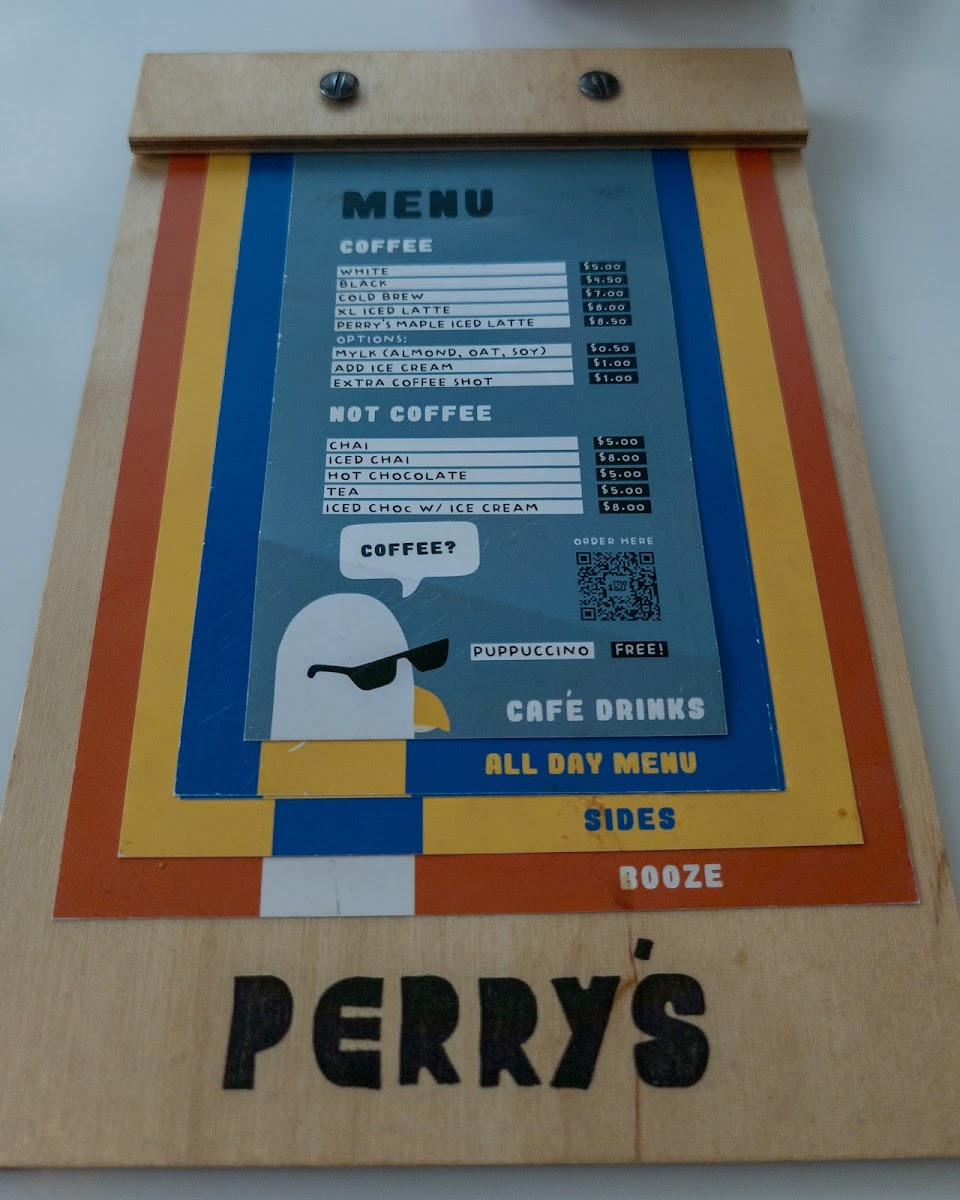 MENU
COFFEE
WHITE $5.00
BLACK $4.50
COLD BREW $7.00
XL ICED LATTE $8.00
PERRY'S MAPLE ICED LATTE $8.50
OPTIONS:
MYLK (ALMOND, OAT, SOY) $0.50
ADD ICE CREAM $1.00
EXTRA COFFEE SHOT $1.00
NOT COFFEE
CHAI $5.00
ICED CHAI $8.00
HOT CHOCOLATE $5.00
TEA $5.00
ICED CHOC W/ ICE CREAM $8.00
COFFEE?
ORDER HERE
PUPPUCCINO FREE!
CAFÉ DRINKS
ALL DAY MENU
SIDES
BOOZE
PERRY'S